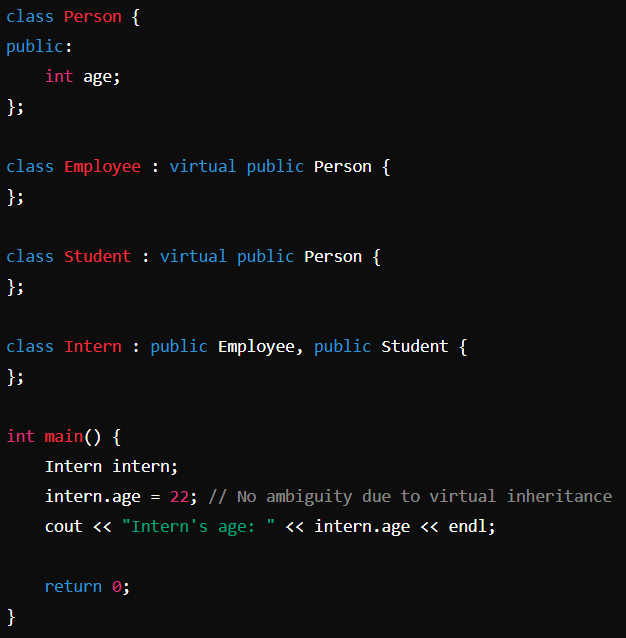 class Person {
public:
    int age;
};

class Employee : virtual public Person {
};

class Student : virtual public Person {
};

class Intern : public Employee, public Student {
};

int main() {
    Intern intern;
    intern.age = 22; // No ambiguity due to virtual inheritance
    cout << "Intern's age: " << intern.age << endl;

    return 0;
}